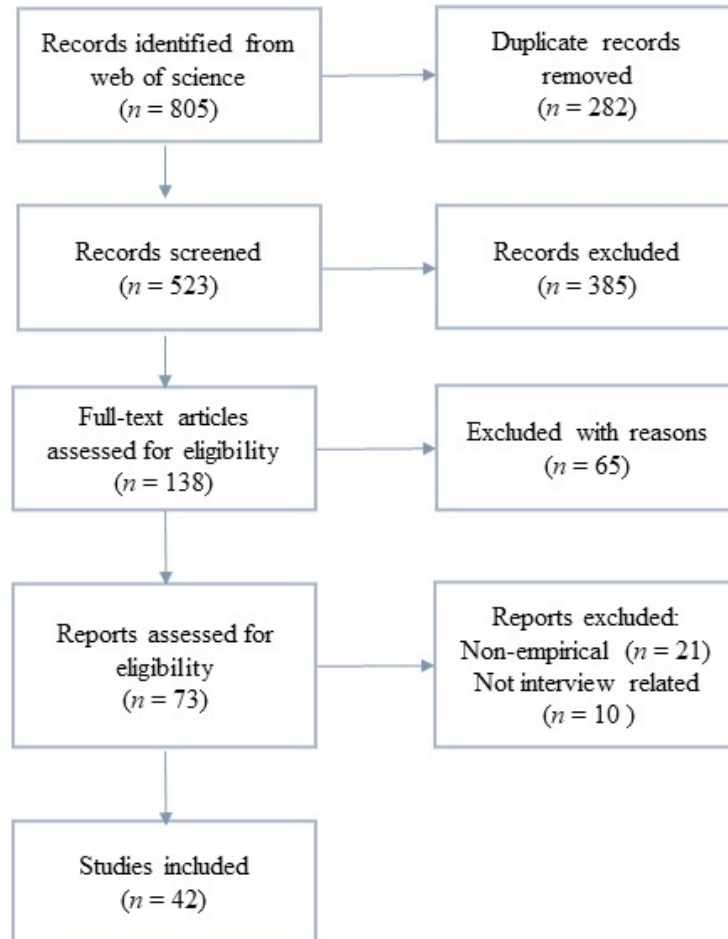 Records identified from
web of science
(n = 805)
Duplicate records
removed
(n = 282)
Records screened
(n = 523)
Records excluded
(n = 385)
Full-text articles
assessed for eligibility
(n = 138)
Excluded with reasons
(n = 65)
Reports assessed for
eligibility
(n = 73)
Reports excluded:
Non-empirical (n = 21)
Not interview related
(n = 10 )
Studies included
(n = 42)